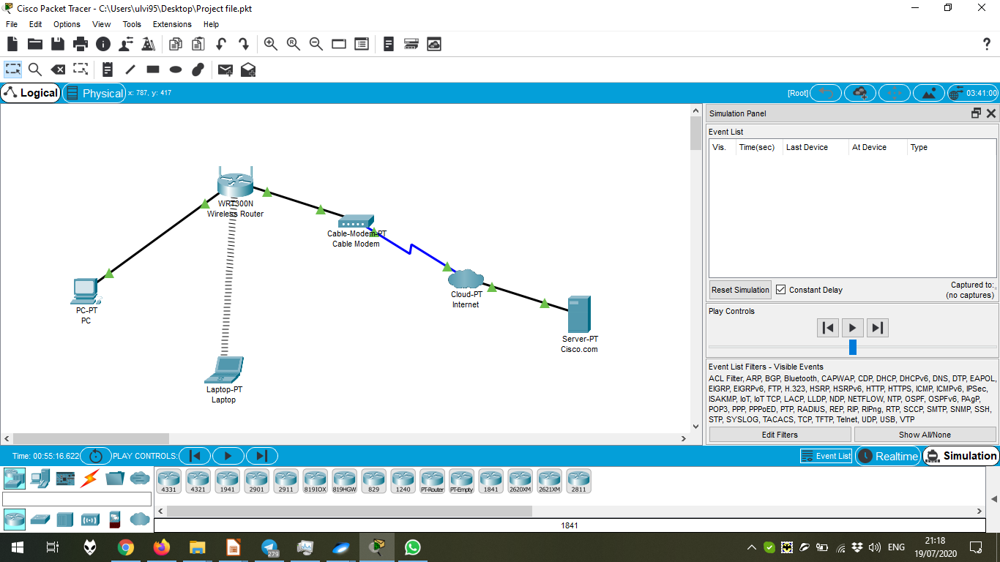 Cisco Packet Tracer - C:\Users\ulvi95\Desktop\Project file.pkt
File Edit Options View Tools Extensions Help
?
Logical Physical x: 787, y: 417 [Root] 03:41:00
WRT300N
Wireless Router
Cable-Modem-PT
Cable Modem
Cloud-PT
Internet
PC-PT
PC
Server-PT
Cisco.com
Laptop-PT
Laptop
Simulation Panel
Event List
Vis. Time(sec) Last Device At Device Type
Reset Simulation Constant Delay Captured to:
(no captures)
Play Controls
Event List Filters - Visible Events
ACL Filter, ARP, BGP, Bluetooth, CAPWAP, CDP, DHCP, DHCPv6, DNS, DTP, EAPOL,
EIGRP, EIGRPv6, FTP, H.323, HSRP, HSRPv6, HTTP, HTTPS, ICMP, ICMPv6, IPSec,
ISAKMP, IoT, IoT TCP, LACP, LLDP, NDP, NETFLOW, NTP, OSPF, OSPFv6, PAgP,
POP3, PPP, PPPoED, PTP, RADIUS, REP, RIP, RIPng, RTP, SCCP, SMTP, SNMP, SSH,
STP, SYSLOG, TACACS, TCP, TFTP, Telnet, UDP, USB, VTP
Edit Filters Show All/None
Time: 00:55:16.622 PLAY CONTROLS: Event List Realtime Simulation
4331 4321 1941 2901 2911 819IOX 819HGW 829 1240 PT-Router PT-Empty 1841 2620XM 2621XM 2811
1841
279
ENG 21:18
19/07/2020